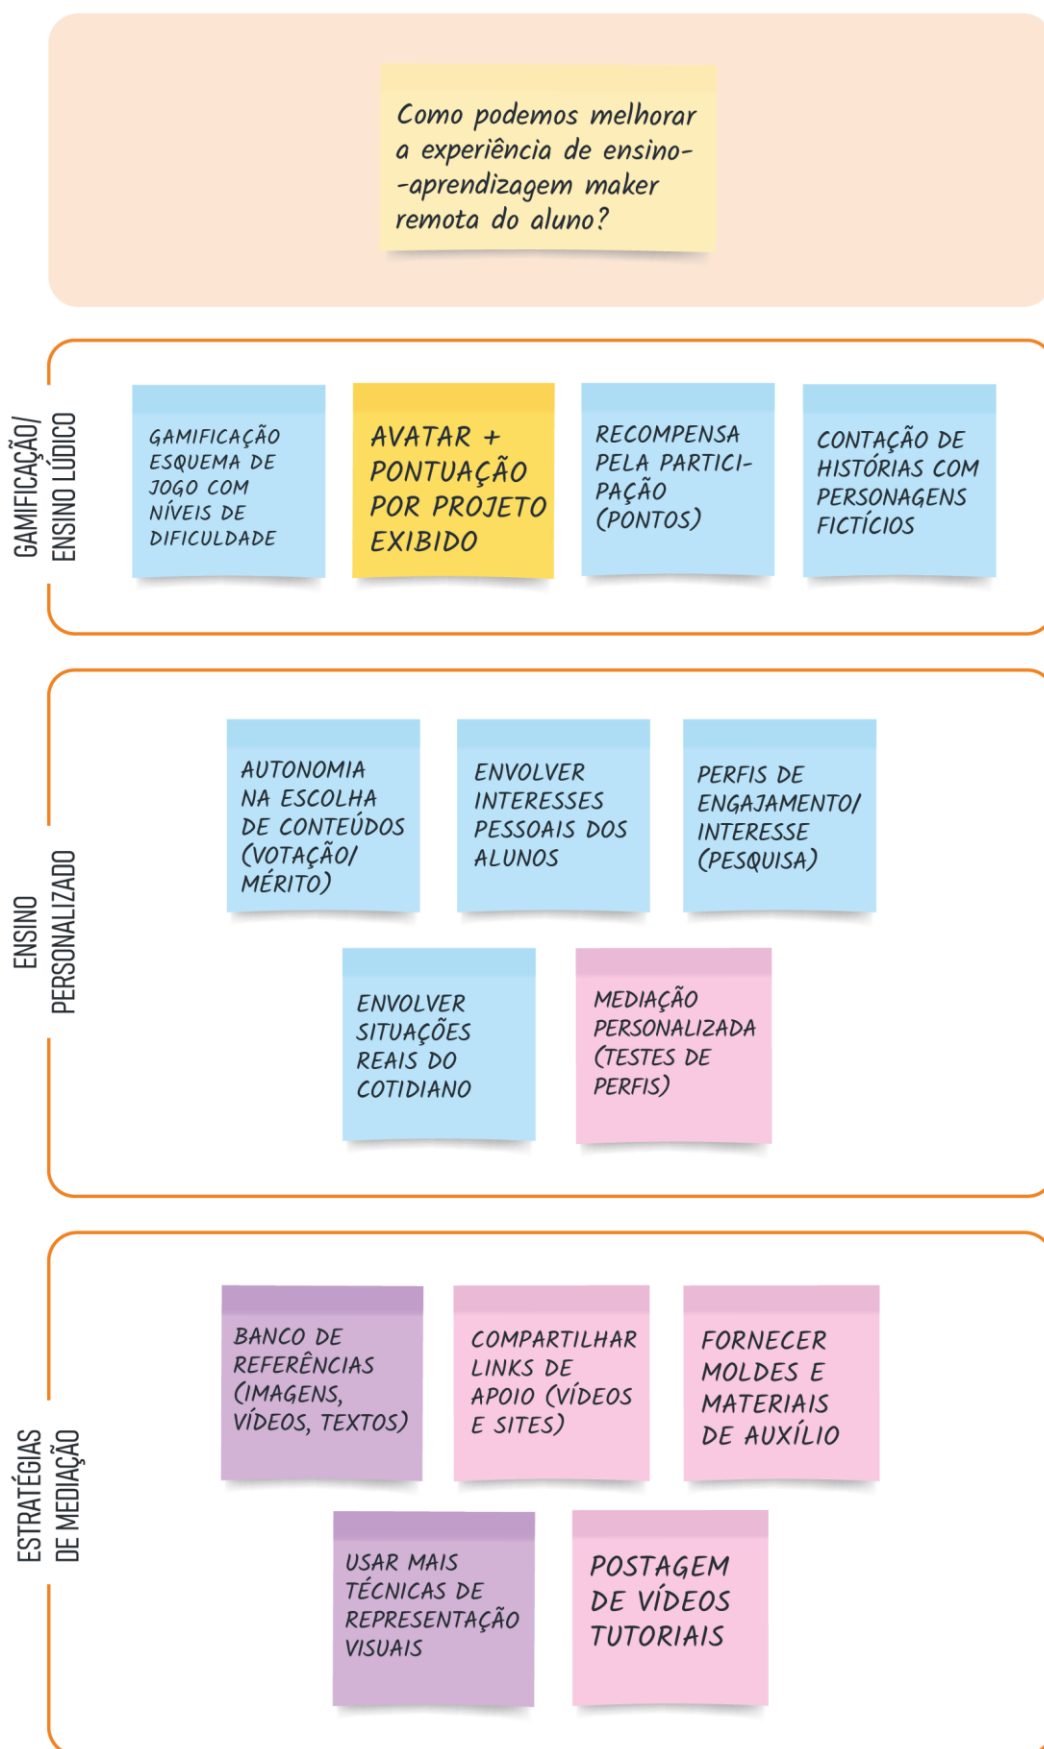 Como podemos melhorar
a experiência de ensino-
-aprendizagem maker
remota do aluno?
GAMIFICAÇÃO/
ENSINO LÚDICO
GAMIFICAÇÃO
ESQUEMA DE
JOGO COM
NÍVEIS DE
DIFICULDADE
AVATAR +
PONTUAÇÃO
POR PROJETO
EXIBIDO
RECOMPENSA
PELA PARTICI-
PAÇÃO
(PONTOS)
CONTAÇÃO DE
HISTÓRIAS COM
PERSONAGENS
FICTÍCIOS
ENSINO
PERSONALIZADO
AUTONOMIA
NA ESCOLHA
DE CONTEÚDOS
(VOTAÇÃO/
MÉRITO)
ENVOLVER
INTERESSES
PESSOAIS DOS
ALUNOS
PERFIS DE
ENGAJAMENTO/
INTERESSE
(PESQUISA)
ENVOLVER
SITUAÇÕES
REAIS DO
COTIDIANO
MEDIAÇÃO
PERSONALIZADA
(TESTES DE
PERFIS)
ESTRATÉGIAS
DE MEDIAÇÃO
BANCO DE
REFERÊNCIAS
(IMAGENS,
VÍDEOS, TEXTOS)
COMPARTILHAR
LINKS DE
APOIO (VÍDEOS
E SITES)
FORNECER
MOLDES E
MATERIAIS
DE AUXÍLIO
USAR MAIS
TÉCNICAS DE
REPRESENTAÇÃO
VISUAIS
POSTAGEM
DE VÍDEOS
TUTORIAIS